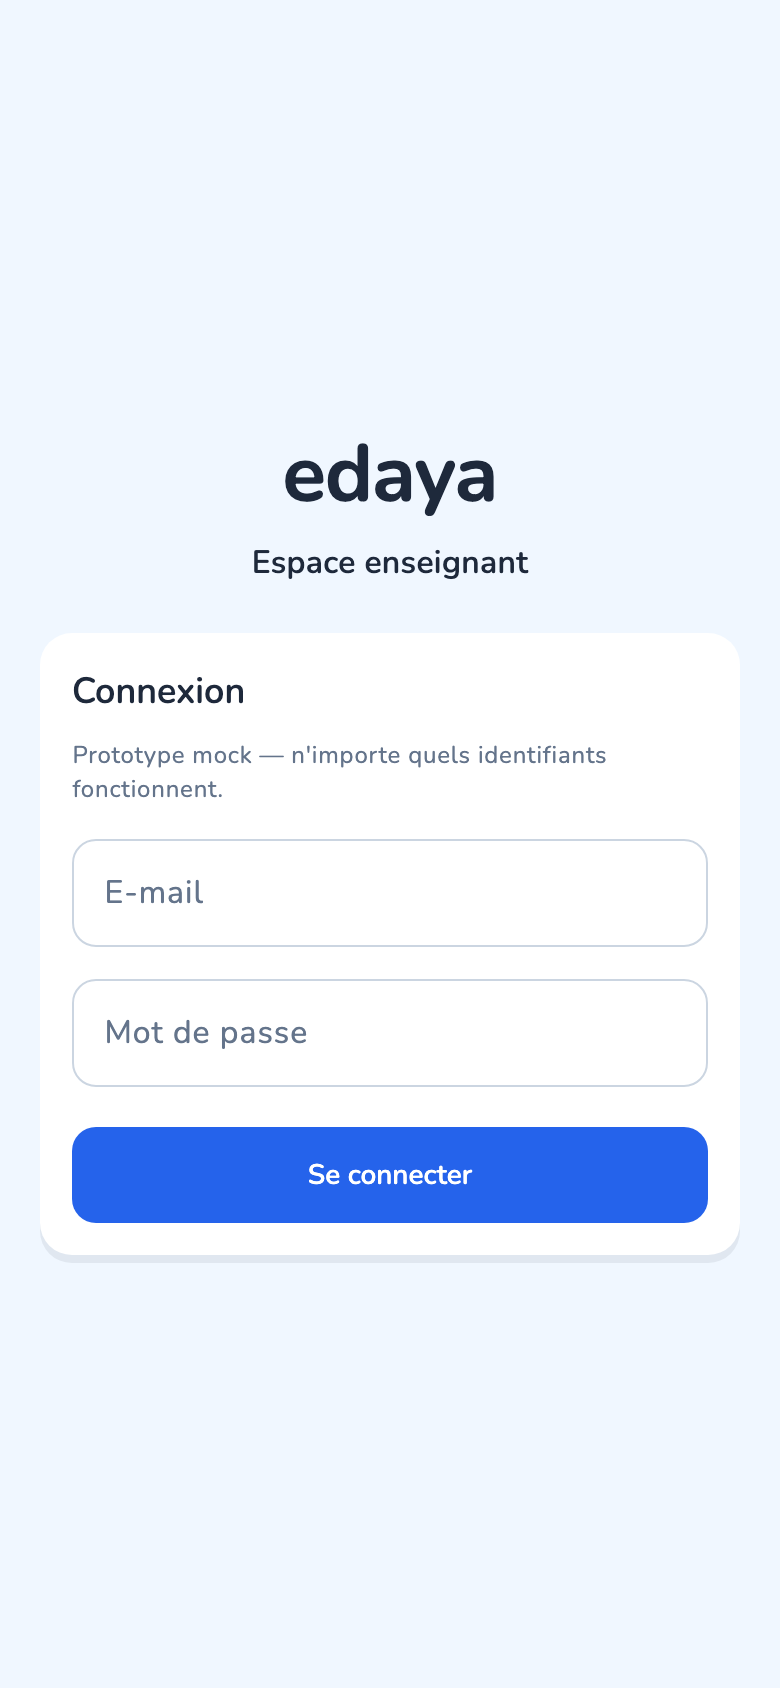 edaya
Espace enseignant
Connexion
Prototype mock — n'importe quels identifiants
fonctionnent.
E-mail
Mot de passe
Se connecter